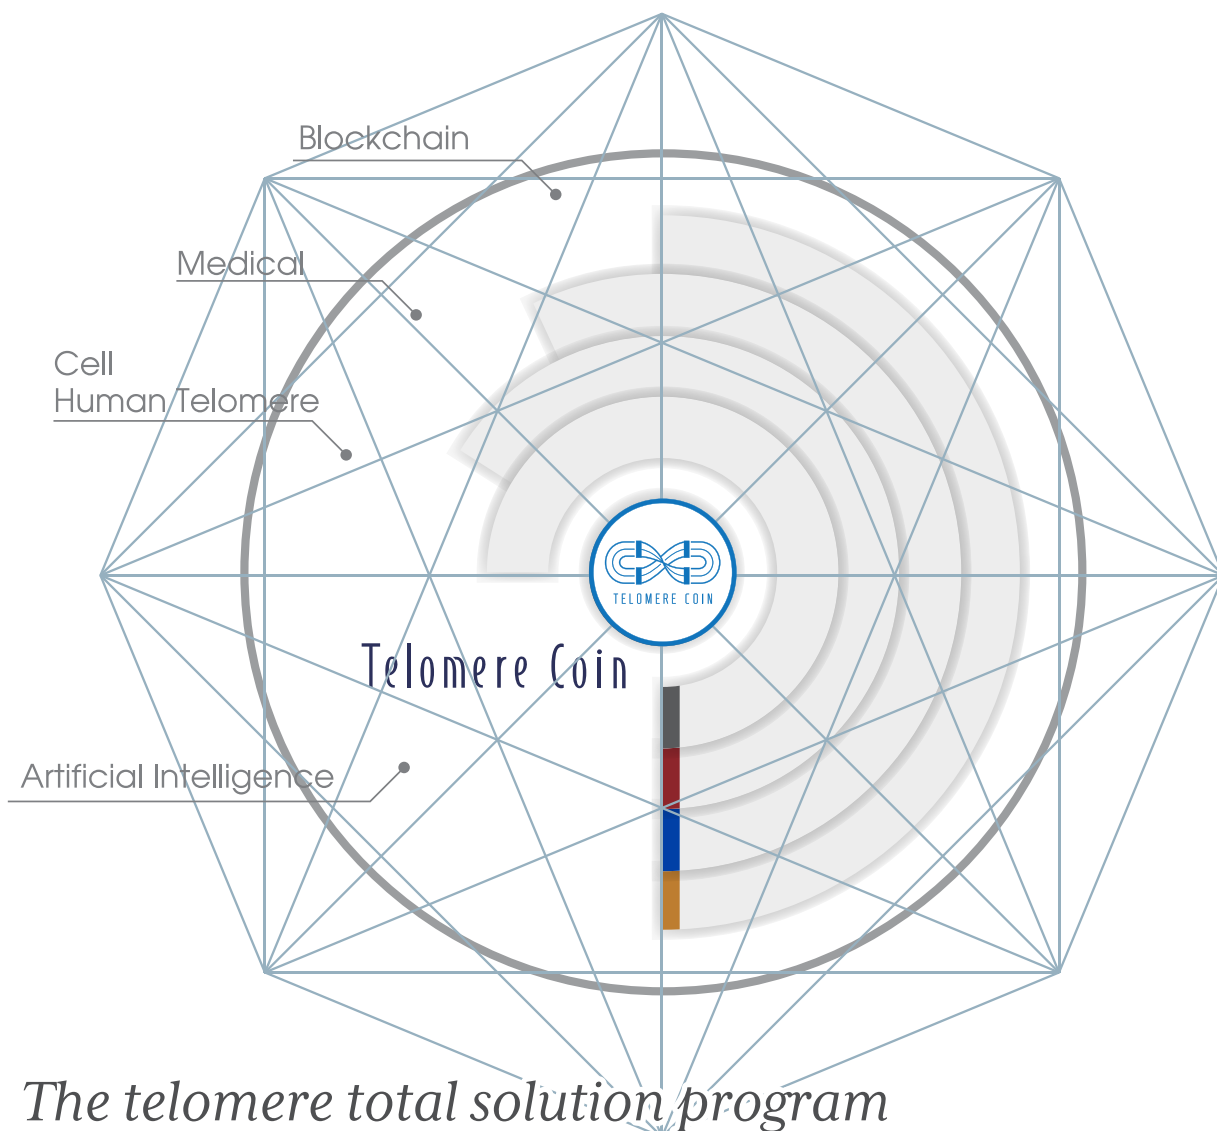 Blockchain
Medical
Cell
Human Telomere
TELOMERE COIN
Telomere Coin
Artificial Intelligence
The telomere total solution program